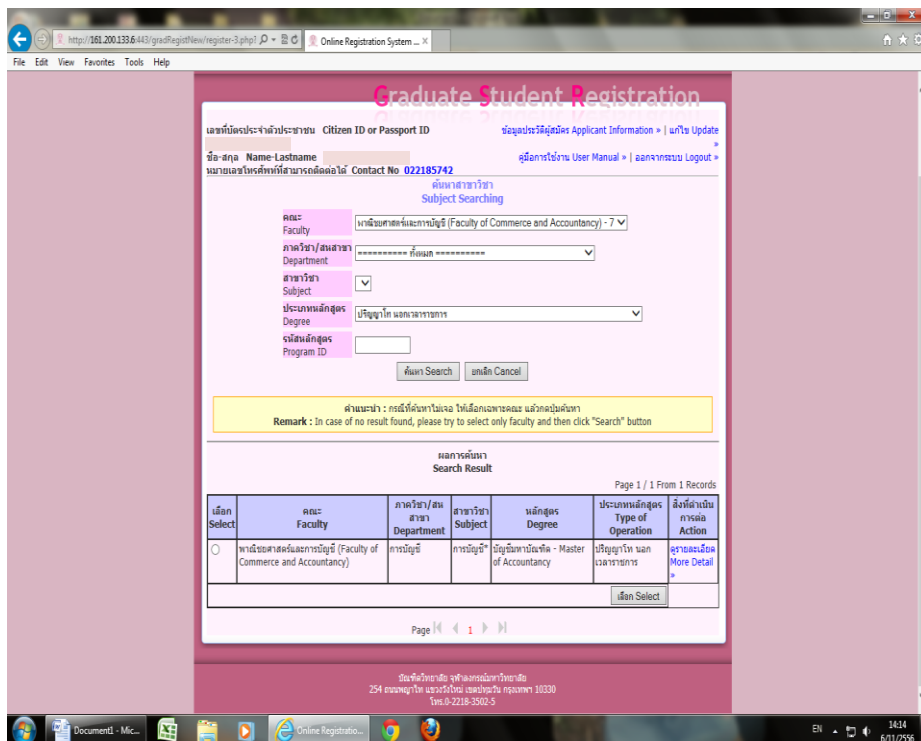 http://161.200.133.6:443/gradRegistNew/register-3.php?
Online Registration System ...
File Edit View Favorites Tools Help
Graduate Student Registration
เลขที่บัตรประจำตัวประชาชน Citizen ID or Passport ID
ข้อมูลประวัติผู้สมัคร Applicant Information » | แก้ไข Update »
ชื่อ-สกุล Name-Lastname
คู่มือการใช้งาน User Manual » | ออกจากระบบ Logout »
หมายเลขโทรศัพท์ที่สามารถติดต่อได้ Contact No 022185742
ค้นหาสาขาวิชา
Subject Searching
คณะ
Faculty
พาณิชยศาสตร์และการบัญชี (Faculty of Commerce and Accountancy) - 7
ภาควิชา/สหสาขา
Department
========== ทั้งหมด ==========
สาขาวิชา
Subject
ประเภทหลักสูตร
Degree
ปริญญาโท นอกเวลาราชการ
รหัสหลักสูตร
Program ID
ค้นหา Search
ยกเลิก Cancel
คำแนะนำ : กรณีที่ค้นหาไม่เจอ ให้เลือกเฉพาะคณะ แล้วกดปุ่มค้นหา
Remark : In case of no result found, please try to select only faculty and then click "Search" button
ผลการค้นหา
Search Result
Page 1 / 1 From 1 Records
เลือก
Select
คณะ
Faculty
ภาควิชา/สห
สาขา
Department
สาขาวิชา
Subject
หลักสูตร
Degree
ประเภทหลักสูตร
Type of
Operation
สิ่งที่ดำเนิน
การต่อ
Action
พาณิชยศาสตร์และการบัญชี (Faculty of
Commerce and Accountancy)
การบัญชี
การบัญชี*
บัญชีมหาบัณฑิต - Master
of Accountancy
ปริญญาโท นอก
เวลาราชการ
ดูรายละเอียด
More Detail
»
เลือก Select
Page 1
บัณฑิตวิทยาลัย จุฬาลงกรณ์มหาวิทยาลัย
254 ถนนพญาไท แขวงวังใหม่ เขตปทุมวัน กรุงเทพฯ 10330
โทร.0-2218-3502-5
Document1 - Mic...
Online Registratio...
EN
14:14
6/11/2556